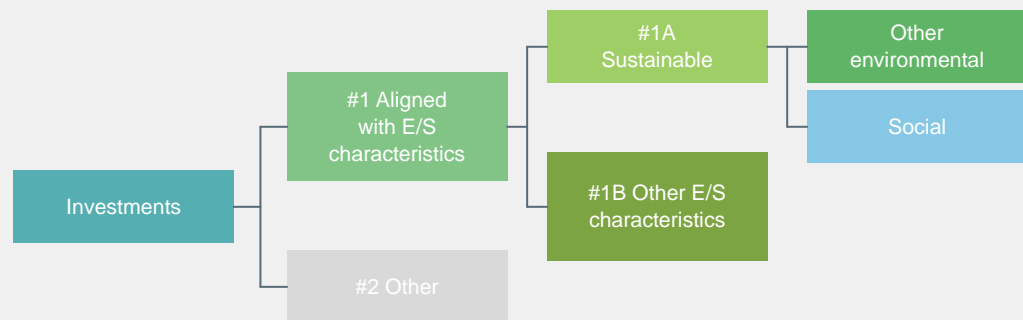 Investments
#1 Aligned
with E/S
characteristics
#2 Other
#1A
Sustainable
#1B Other E/S
characteristics
Other
environmental
Social